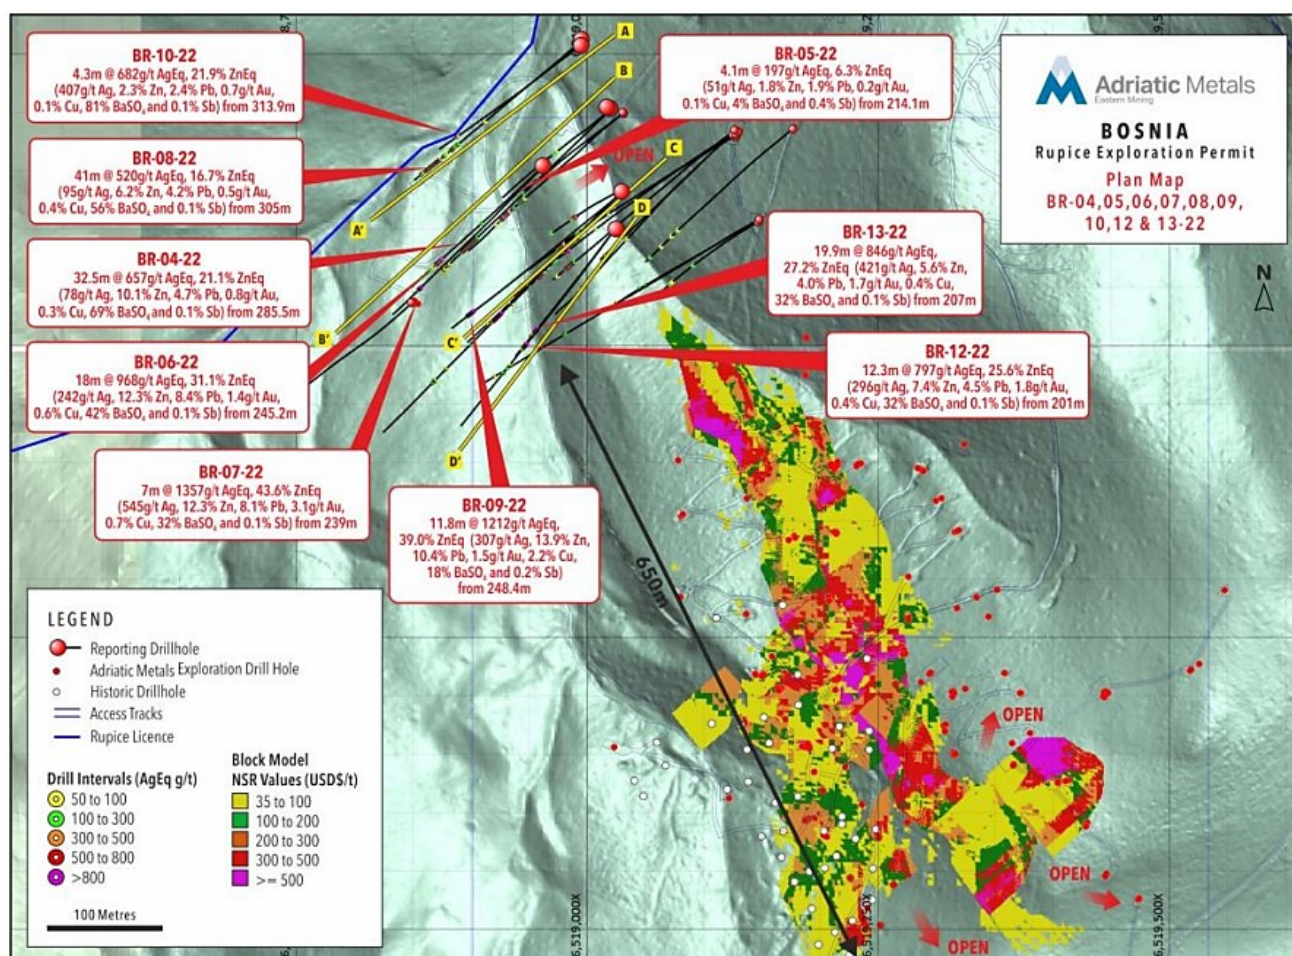 BR-10-22
4.3m @ 682g/t AgEq, 21.9% ZnEq
(407g/t Ag, 2.3% Zn, 2.4% Pb, 0.7g/t Au,
0.1% Cu, 81% BaSO₄ and 0.1% Sb) from 313.9m
BR-08-22
41m @ 520g/t AgEq, 16.7% ZnEq
(95g/t Ag, 6.2% Zn, 4.2% Pb, 0.5g/t Au,
0.4% Cu, 56% BaSO₄ and 0.1% Sb) from 305m
BR-04-22
32.5m @ 657g/t AgEq, 21.1% ZnEq
(78g/t Ag, 10.1% Zn, 4.7% Pb, 0.8g/t Au,
0.3% Cu, 69% BaSO₄ and 0.1% Sb) from 285.5m
BR-06-22
18m @ 968g/t AgEq, 31.1% ZnEq
(242g/t Ag, 12.3% Zn, 8.4% Pb, 1.4g/t Au,
0.6% Cu, 42% BaSO₄ and 0.1% Sb) from 245.2m
BR-07-22
7m @ 1357g/t AgEq, 43.6% ZnEq
(545g/t Ag, 12.3% Zn, 8.1% Pb, 3.1g/t Au,
0.7% Cu, 32% BaSO₄ and 0.1% Sb) from 239m
BR-09-22
11.8m @ 1212g/t AgEq,
39.0% ZnEq (307g/t Ag, 13.9% Zn,
10.4% Pb, 1.5g/t Au, 2.2% Cu,
18% BaSO₄ and 0.2% Sb)
from 248.4m
BR-05-22
4.1m @ 197g/t AgEq, 6.3% ZnEq
(51g/t Ag, 1.8% Zn, 1.9% Pb, 0.2g/t Au,
0.1% Cu, 4% BaSO₄ and 0.4% Sb) from 214.1m
BR-13-22
19.9m @ 846g/t AgEq,
27.2% ZnEq (421g/t Ag, 5.6% Zn,
4.0% Pb, 1.7g/t Au, 0.4% Cu,
32% BaSO₄ and 0.1% Sb) from 207m
BR-12-22
12.3m @ 797g/t AgEq, 25.6% ZnEq
(296g/t Ag, 7.4% Zn, 4.5% Pb, 1.8g/t Au,
0.4% Cu, 32% BaSO₄ and 0.1% Sb) from 201m
Adriatic Metals
Eastern Mining
BOSNIA
Rupice Exploration Permit
Plan Map
BR-04,05,06,07,08,09,
10,12 & 13-22
N
A
B
C
D
A'
B'
C'
D'
OPEN
650m
OPEN
OPEN
OPEN
6,519,000X
6,519,250X
6,519,500X
LEGEND
Reporting Drillhole
Adriatic Metals Exploration Drill Hole
Historic Drillhole
Access Tracks
Rupice Licence
Drill Intervals (AgEq g/t)
50 to 100
100 to 300
300 to 500
500 to 800
>800
Block Model
NSR Values (USD$/t)
35 to 100
100 to 200
200 to 300
300 to 500
>= 500
100 Metres